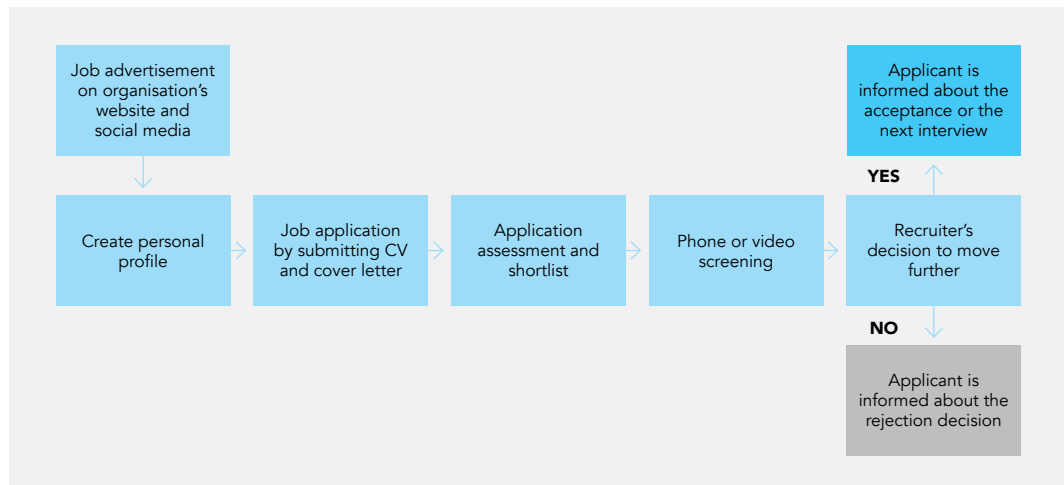 Job advertisement
on organisation's
website and
social media
Applicant is
informed about the
acceptance or the
next interview
YES
Create personal
profile
Job application
by submitting CV
and cover letter
Application
assessment and
shortlist
Phone or video
screening
Recruiter's
decision to move
further
NO
Applicant is
informed about the
rejection decision